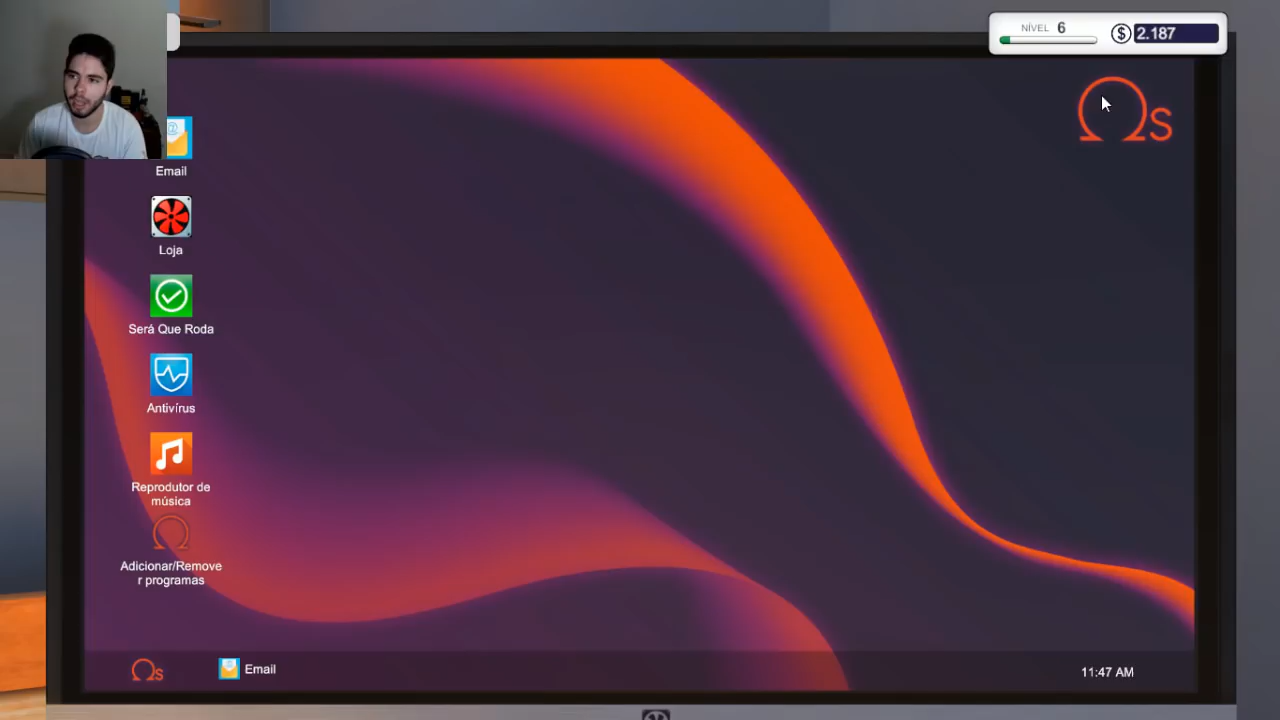 NÍVEL 6
$ 2.187
Ωs
Email
Loja
Será Que Roda
Antivírus
Reprodutor de
música
Adicionar/Remove
r programas
Ωs
Email
11:47 AM